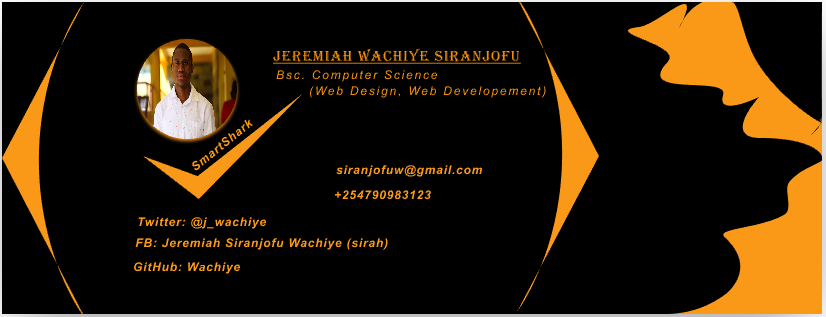 JEREMIAH WACHIYE SIRANJOFU
Bsc. Computer Science
(Web Design, Web Developement)
SmartShark
siranjofuw@gmail.com
+254790983123
Twitter: @j_wachiye
FB: Jeremiah Siranjofu Wachiye (sirah)
GitHub: Wachiye